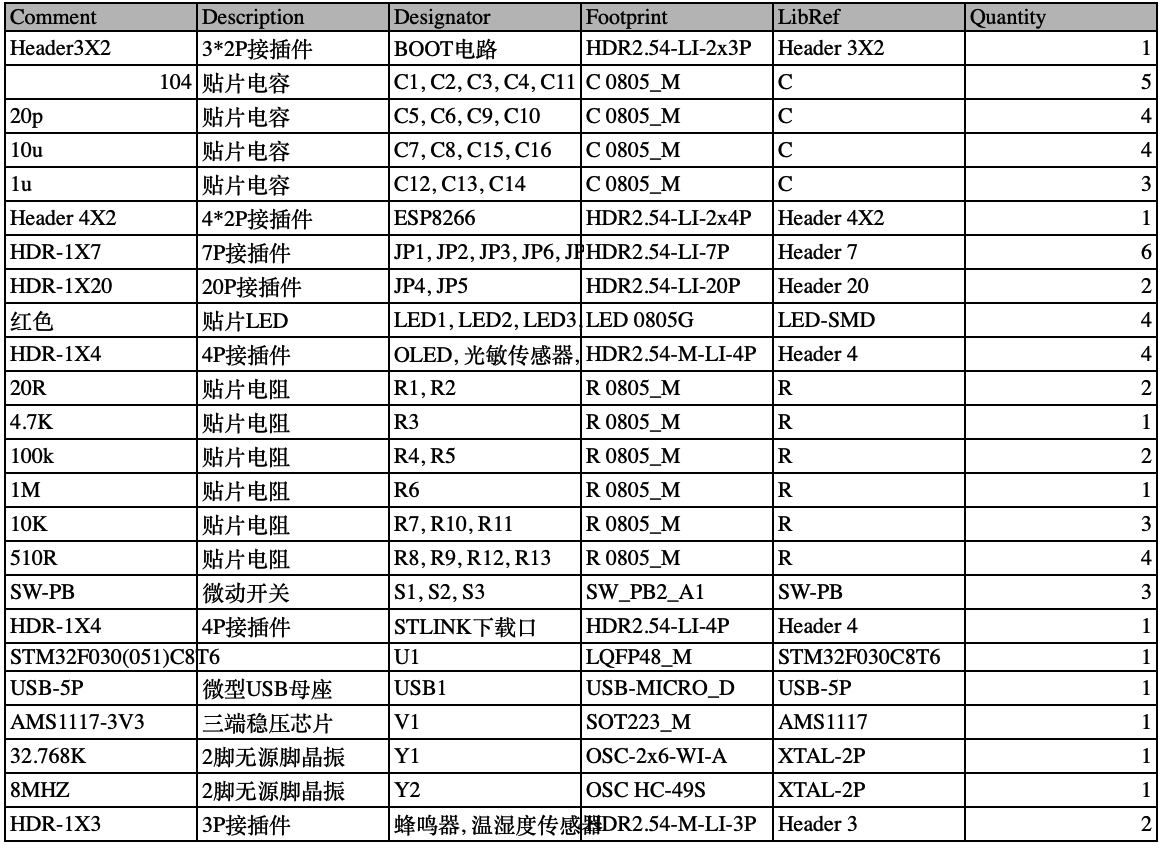 Comment Description Designator Footprint LibRef Quantity
Header3X2 3*2P接插件 BOOT电路 HDR2.54-LI-2x3P Header 3X2 1
104 贴片电容 C1, C2, C3, C4, C11 C 0805_M C 5
20p 贴片电容 C5, C6, C9, C10 C 0805_M C 4
10u 贴片电容 C7, C8, C15, C16 C 0805_M C 4
1u 贴片电容 C12, C13, C14 C 0805_M C 3
Header 4X2 4*2P接插件 ESP8266 HDR2.54-LI-2x4P Header 4X2 1
HDR-1X7 7P接插件 JP1, JP2, JP3, JP6, JP HDR2.54-LI-7P Header 7 6
HDR-1X20 20P接插件 JP4, JP5 HDR2.54-LI-20P Header 20 2
红色 贴片LED LED1, LED2, LED3, LED 0805G LED-SMD 4
HDR-1X4 4P接插件 OLED, 光敏传感器, HDR2.54-M-LI-4P Header 4 4
20R 贴片电阻 R1, R2 R 0805_M R 2
4.7K 贴片电阻 R3 R 0805_M R 1
100k 贴片电阻 R4, R5 R 0805_M R 2
1M 贴片电阻 R6 R 0805_M R 1
10K 贴片电阻 R7, R10, R11 R 0805_M R 3
510R 贴片电阻 R8, R9, R12, R13 R 0805_M R 4
SW-PB 微动开关 S1, S2, S3 SW_PB2_A1 SW-PB 3
HDR-1X4 4P接插件 STLINK下载口 HDR2.54-LI-4P Header 4 1
STM32F030(051)C8T6 U1 LQFP48_M STM32F030C8T6 1
USB-5P 微型USB母座 USB1 USB-MICRO_D USB-5P 1
AMS1117-3V3 三端稳压芯片 V1 SOT223_M AMS1117 1
32.768K 2脚无源脚晶振 Y1 OSC-2x6-WI-A XTAL-2P 1
8MHZ 2脚无源脚晶振 Y2 OSC HC-49S XTAL-2P 1
HDR-1X3 3P接插件 蜂鸣器, 温湿度传感器 HDR2.54-M-LI-3P Header 3 2